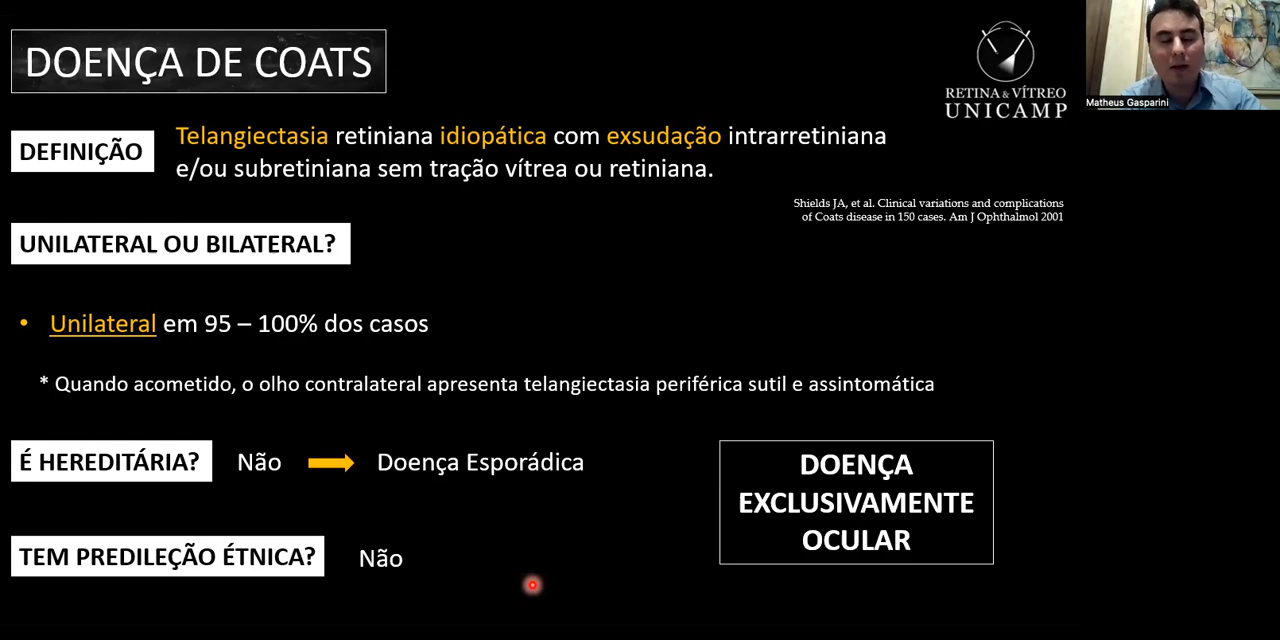 DOENÇA DE COATS
RETINA & VÍTREO
UNICAMP
Matheus Gasparini
DEFINIÇÃO
Telangiectasia retiniana idiopática com exsudação intrarretiniana
e/ou subretiniana sem tração vítrea ou retiniana.
Shields JA, et al. Clinical variations and complications
of Coats disease in 150 cases. Am J Ophthalmol 2001
UNILATERAL OU BILATERAL?
• Unilateral em 95 – 100% dos casos
* Quando acometido, o olho contralateral apresenta telangiectasia periférica sutil e assintomática
É HEREDITÁRIA?
Não
Doença Esporádica
DOENÇA
EXCLUSIVAMENTE
OCULAR
TEM PREDILEÇÃO ÉTNICA?
Não